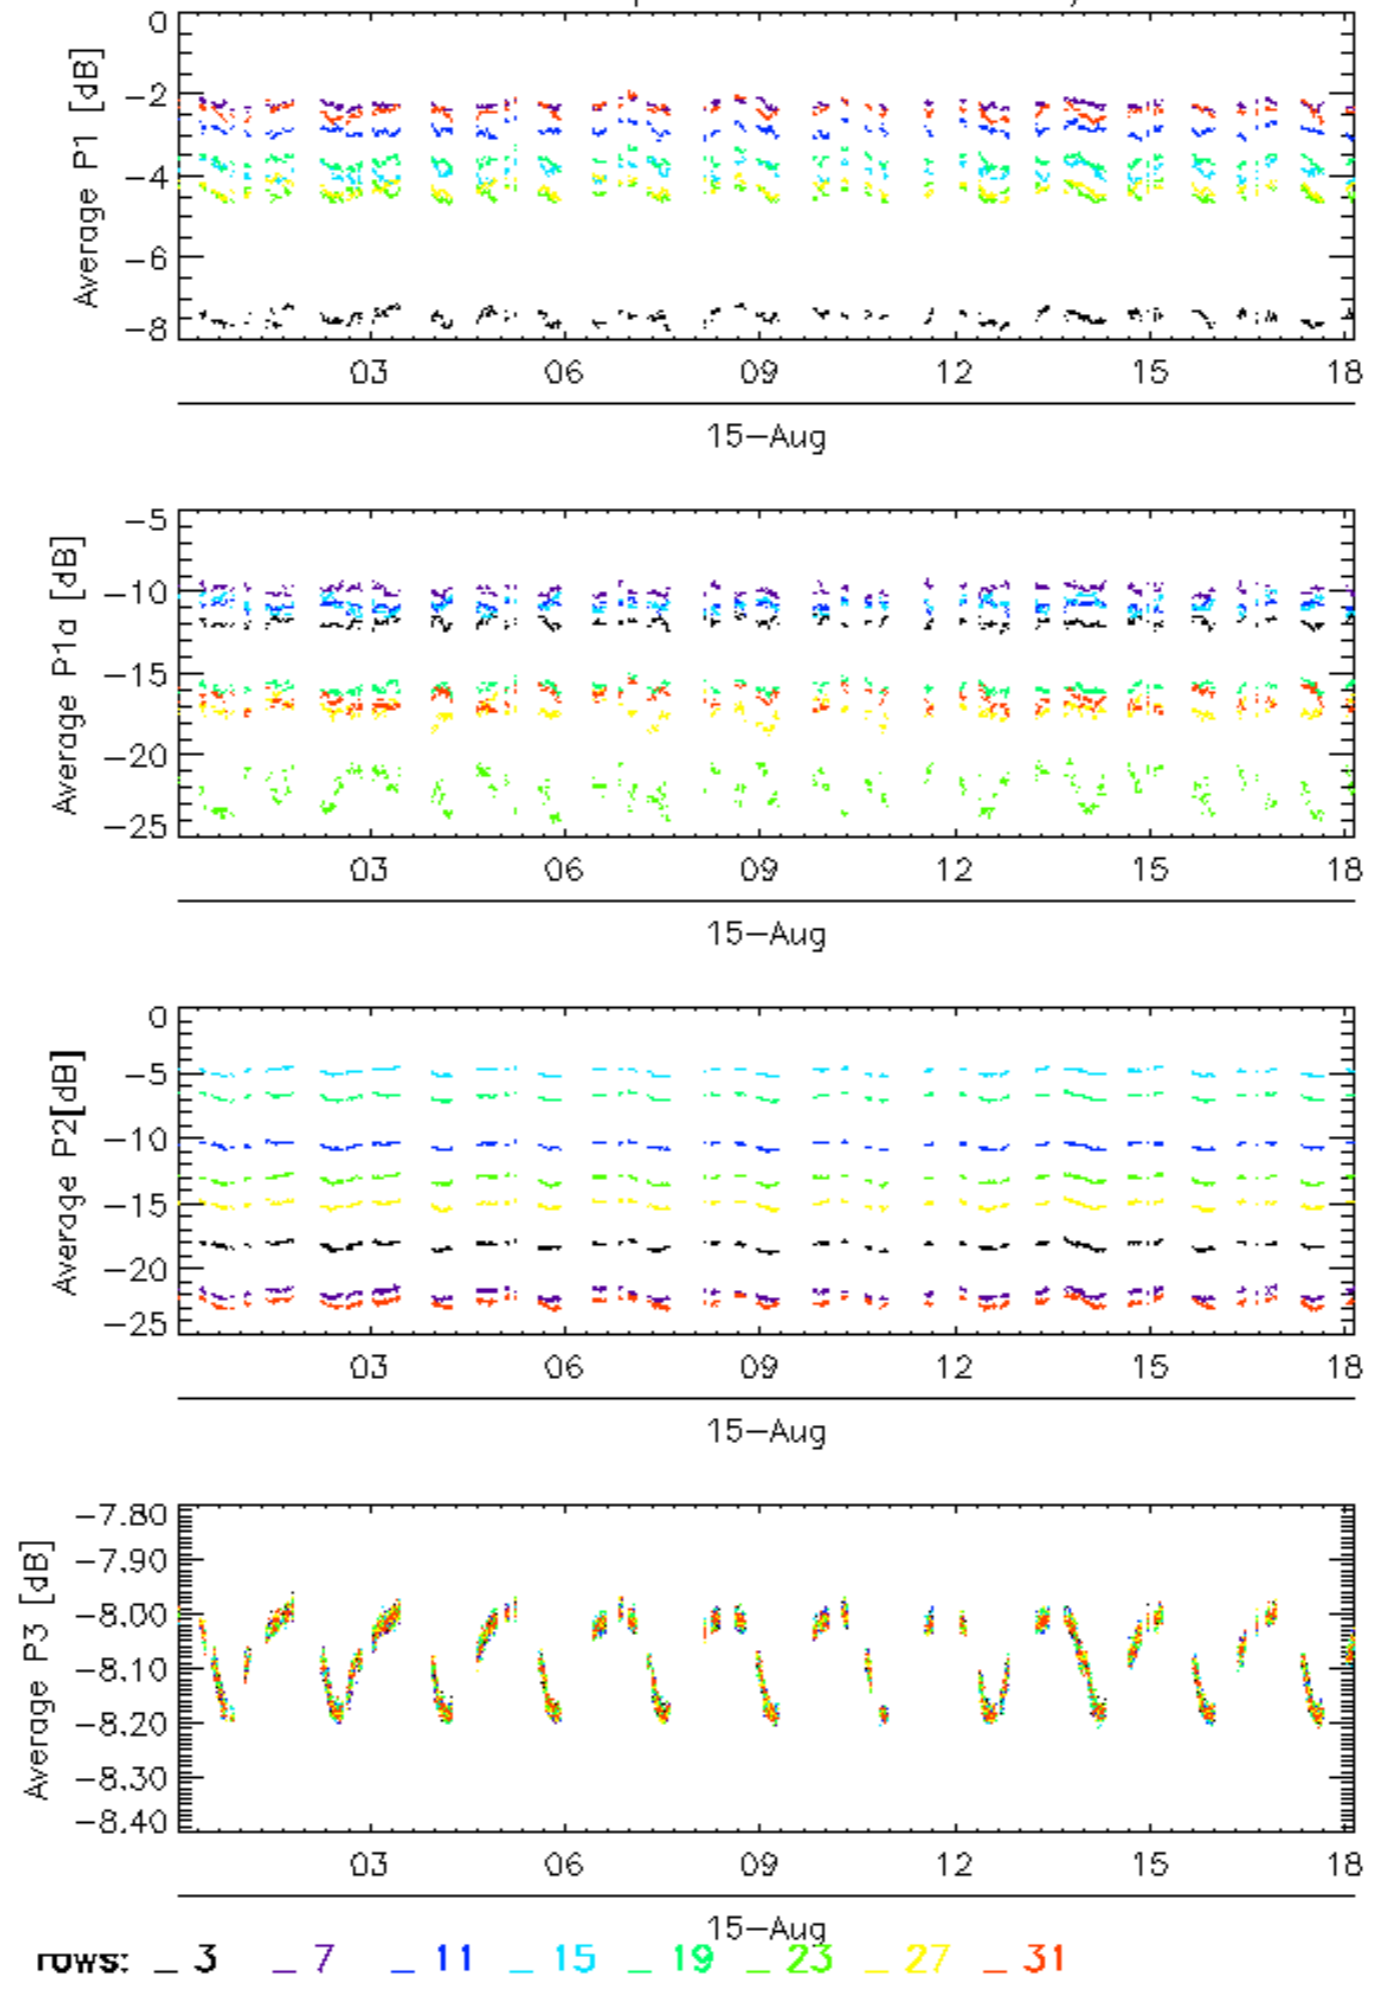 0
−2
−4
−6
−8
Average P1 [dB]
03 06 09 12 15 18
15−Aug
−5
−10
−15
−20
−25
Average P1a [dB]
03 06 09 12 15 18
15−Aug
0
−5
−10
−15
−20
−25
Average P2[dB]
03 06 09 12 15 18
15−Aug
−7.80
−7.90
−8.00
−8.10
−8.20
−8.30
−8.40
Average P3 [dB]
03 06 09 12 15 18
15−Aug
rows: _ 3 _ 7 _ 11 _ 15 _ 19 _ 23 _ 27 _ 31